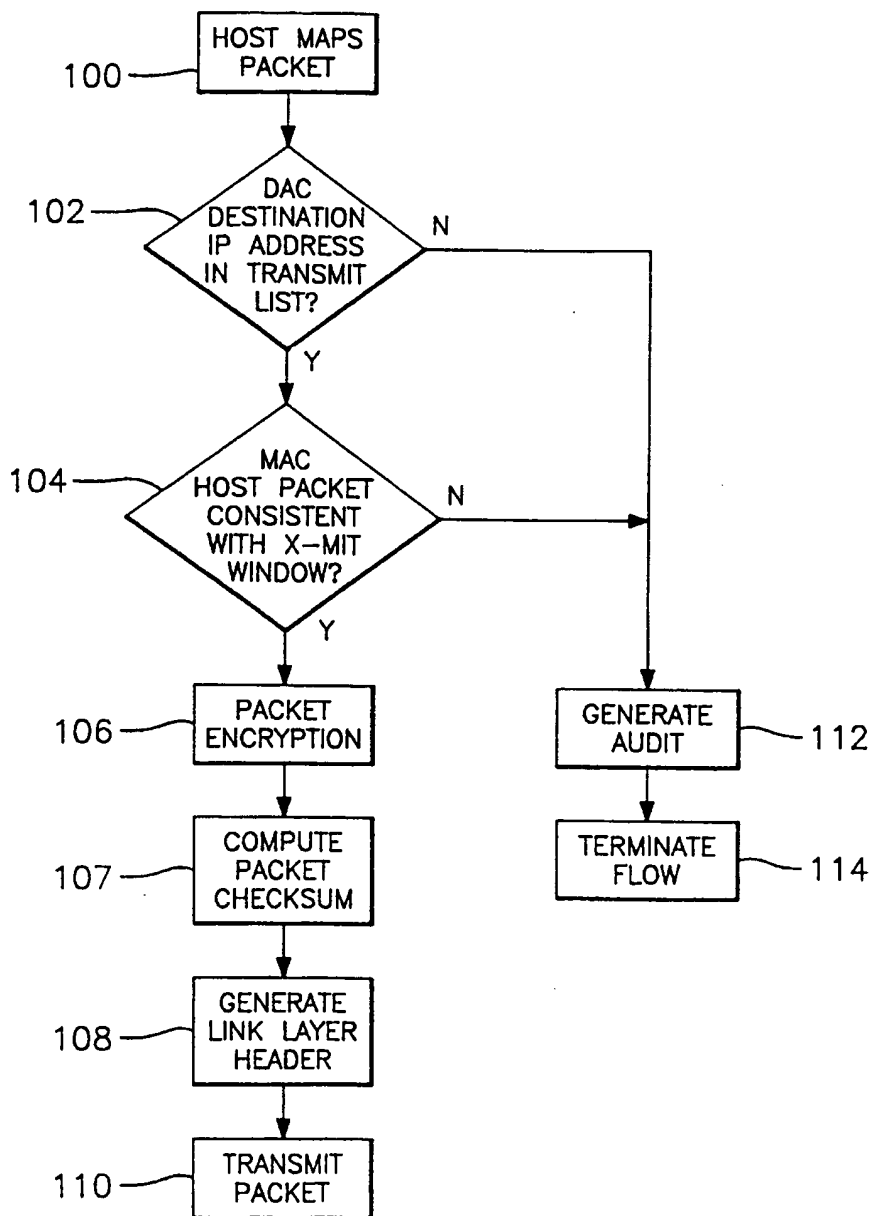 HOST MAPS
PACKET
100
DAC
DESTINATION
IP ADDRESS
IN TRANSMIT
LIST?
102
N
Y
MAC
HOST PACKET
CONSISTENT
WITH X-MIT
WINDOW?
104
N
Y
PACKET
ENCRYPTION
106
GENERATE
AUDIT
112
COMPUTE
PACKET
CHECKSUM
107
TERMINATE
FLOW
114
GENERATE
LINK LAYER
HEADER
108
TRANSMIT
PACKET
110